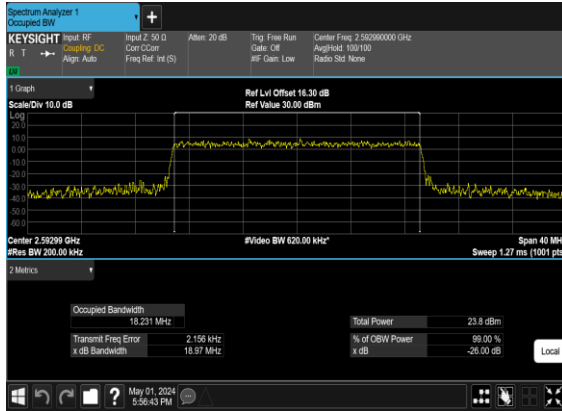 Spectrum Analyzer 1
Occupied BW
KEYSIGHT
R T
LV
Input: RF
Coupling: DC
Align: Auto
Input Z: 50 Ω
Corr CCorr
Freq Ref: Int (S)
Atten: 20 dB
Trig: Free Run
Gate: Off
#IF Gain: Low
Center Freq: 2.592990000 GHz
Avg|Hold: 100/100
Radio Std: None
1 Graph
Scale/Div 10.0 dB
Ref Lvl Offset 16.30 dB
Ref Value 30.00 dBm
Log
20.0
10.0
0.00
-10.0
-20.0
-30.0
-40.0
-50.0
-60.0
Center 2.59299 GHz
#Res BW 200.00 kHz
#Video BW 620.00 kHz*
Span 40 MH
Sweep 1.27 ms (1001 pts
2 Metrics
Occupied Bandwidth
18.231 MHz
Transmit Freq Error 2.156 kHz
x dB Bandwidth 18.97 MHz
Total Power 23.8 dBm
% of OBW Power 99.00 %
x dB -26.00 dB
Local
?
May 01, 2024
5:56:43 PM